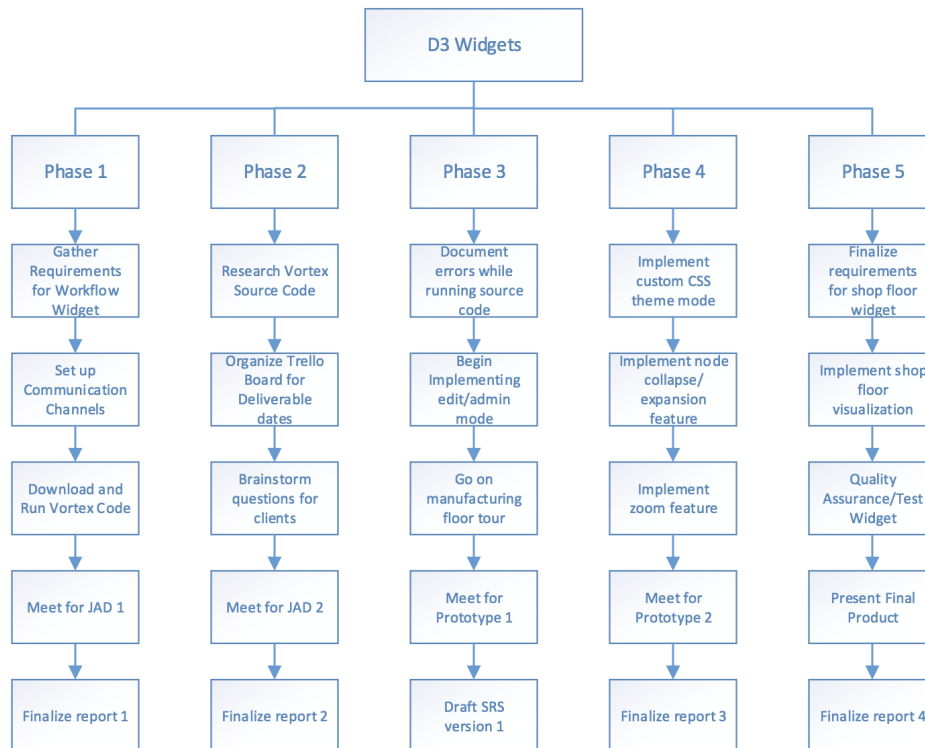 D3 Widgets
Phase 1
Phase 2
Phase 3
Phase 4
Phase 5
Gather
Requirements
for Workflow
Widget
Research Vortex
Source Code
Document
errors while
running source
code
Implement
custom CSS
theme mode
Finalize
requirements
for shop floor
widget
Set up
Communication
Channels
Organize Trello
Board for
Deliverable
dates
Begin
Implementing
edit/admin
mode
Implement node
collapse/
expansion
feature
Implement shop
floor
visualization
Download and
Run Vortex Code
Brainstorm
questions for
clients
Go on
manufacturing
floor tour
Implement
zoom feature
Quality
Assurance/Test
Widget
Meet for JAD 1
Meet for JAD 2
Meet for
Prototype 1
Meet for
Prototype 2
Present Final
Product
Finalize report 1
Finalize report 2
Draft SRS
version 1
Finalize report 3
Finalize report 4